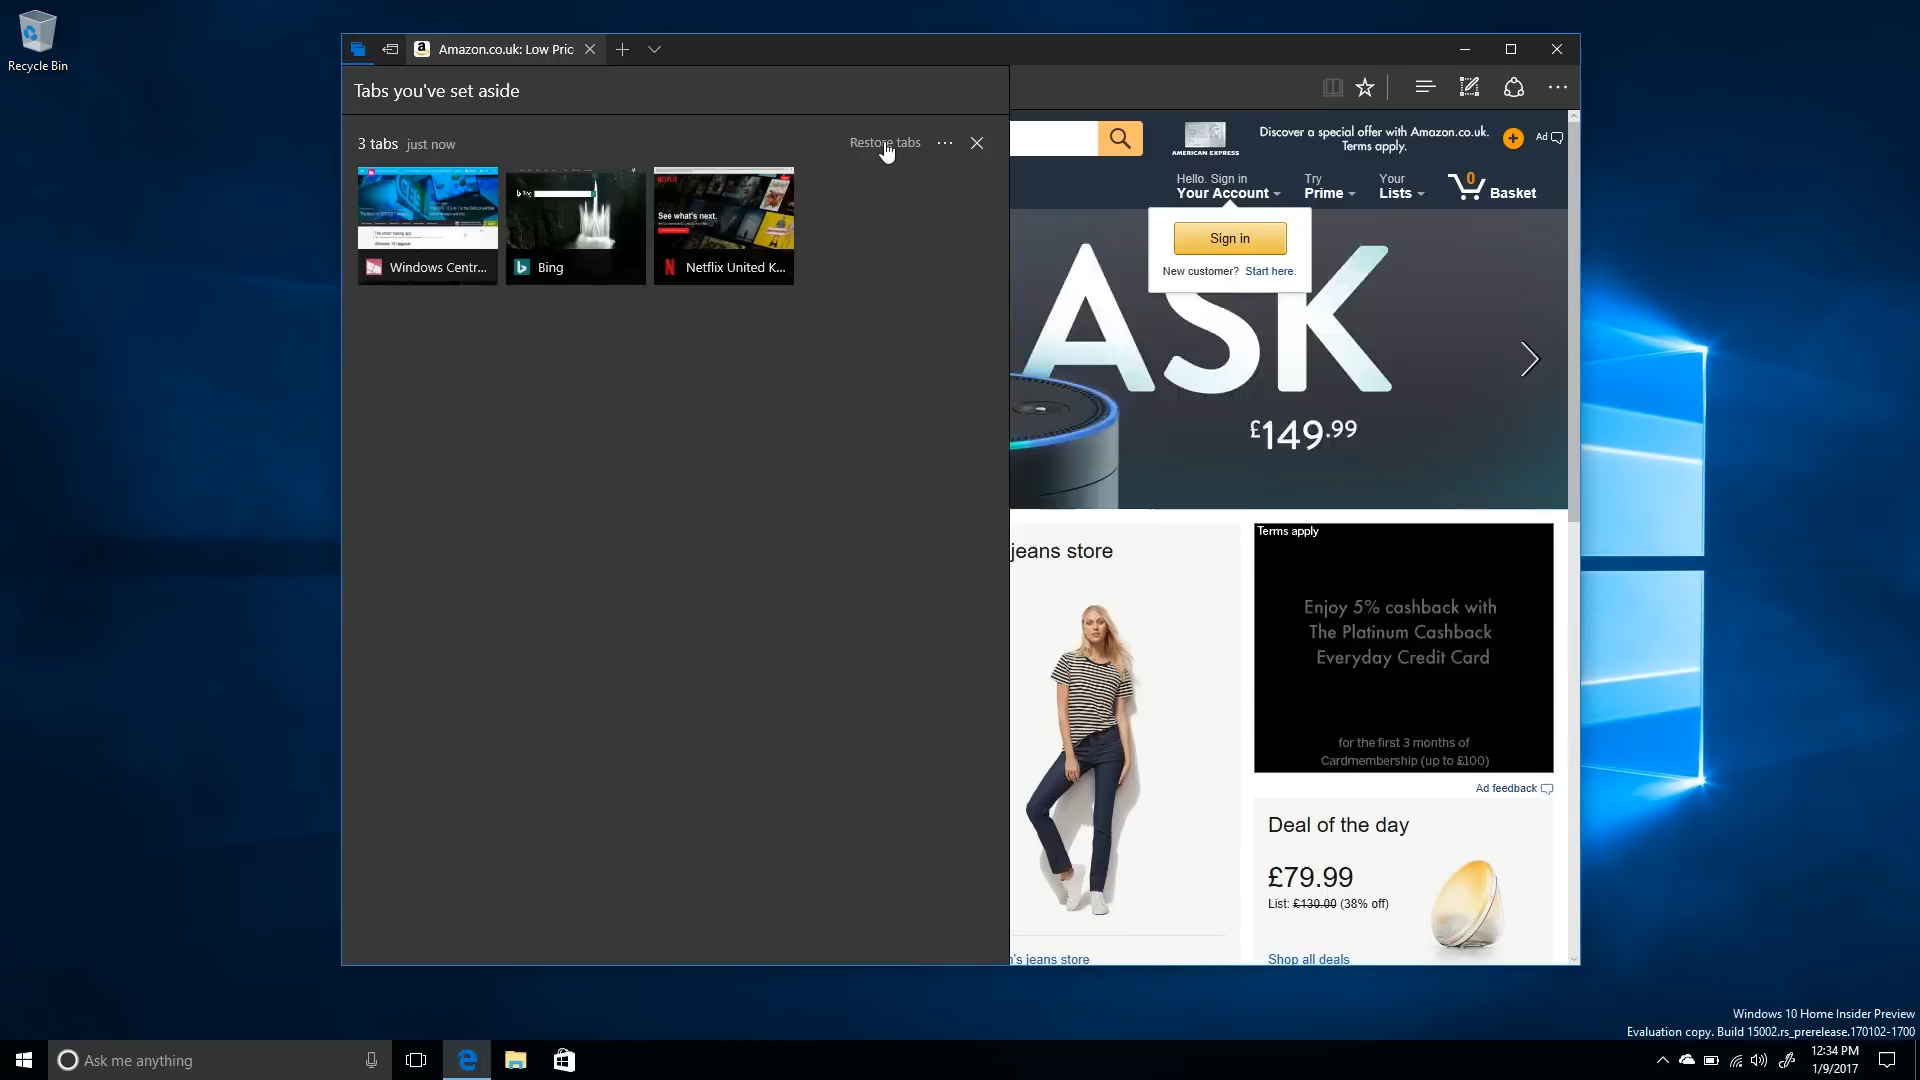 Recycle Bin
Amazon.co.uk: Low Pric
Tabs you've set aside
3 tabs just now
Restore tabs
Windows Centr...
Bing
See what's next.
NETFLIX
Netflix United K...
AMERICAN EXPRESS
Discover a special offer with Amazon.co.uk.
Terms apply.
Ad
Hello. Sign in
Your Account
Try
Prime
Your
Lists
0
Basket
Sign in
New customer? Start here.
ASK
£149.99
jeans store
Terms apply
Enjoy 5% cashback with
The Platinum Cashback
Everyday Credit Card
for the first 3 months of
Cardmembership (up to £100)
Ad feedback
Deal of the day
£79.99
List: £130.00 (38% off)
n's jeans store
Shop all deals
Windows 10 Home Insider Preview
Evaluation copy. Build 15002.rs_prerelease.170102-1700
Ask me anything
12:34 PM
1/9/2017